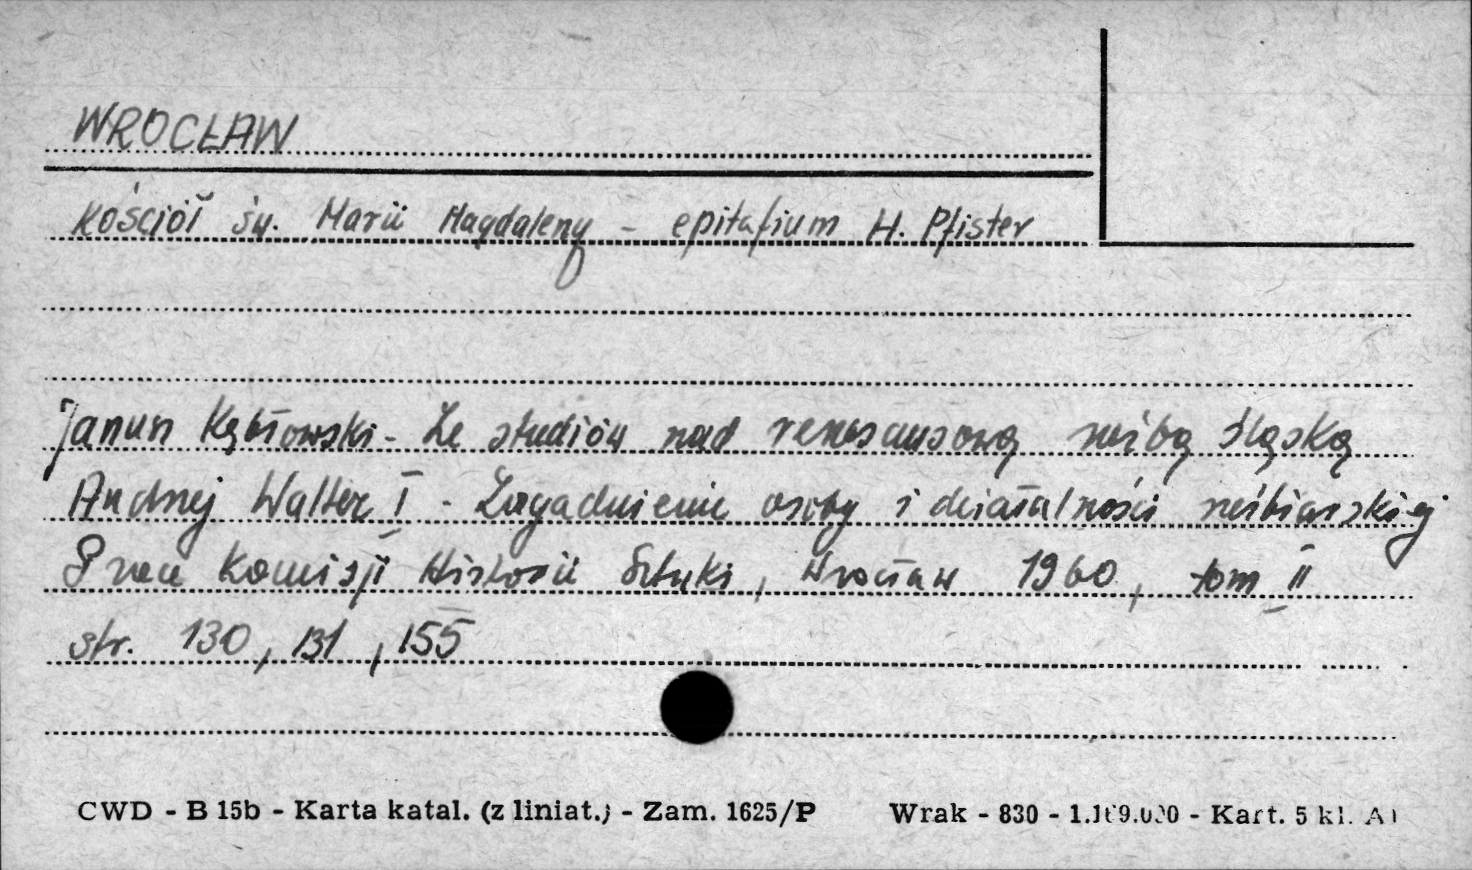 WROCŁAW
kościół św. Marii Magdaleny - epitafium H. Pfister
Janusz Kębłowski - Ze studiów nad renesansową rzeźbą śląską
Andrzej Walter I - Zagadnienie osoby i działalności rzeźbiarskiej
Prace Komisji Historii Sztuki, Wrocław 1960, tom II
str. 130, 131, 155
CWD - B 15b - Karta katal. (z liniat.) - Zam. 1625/P Wrak - 830 - Kart. 5 kl.